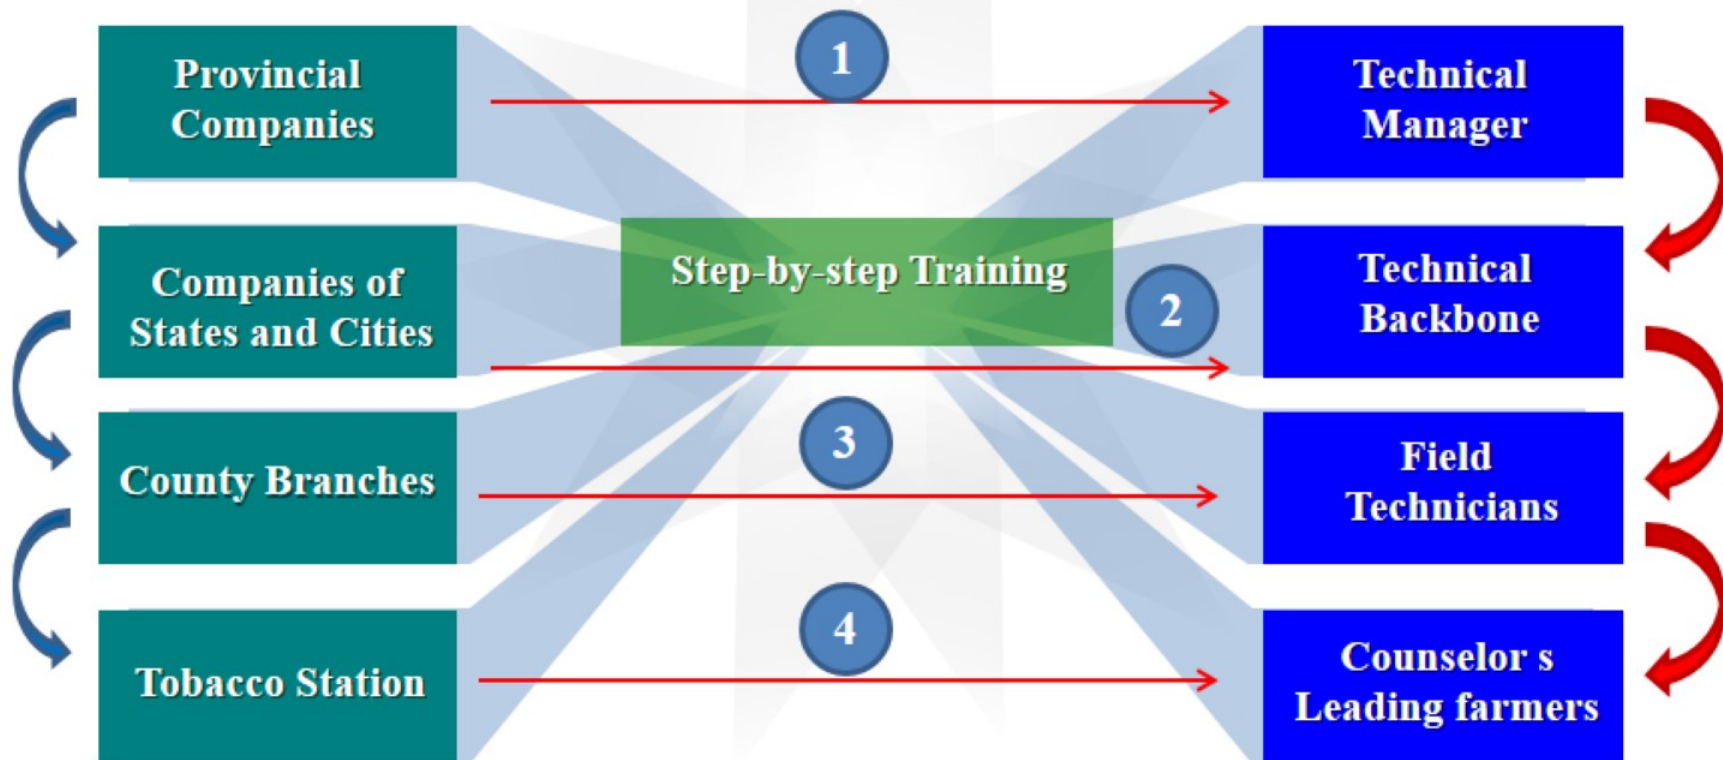 Provincial
Companies
1
Technical
Manager
Companies of
States and Cities
Step-by-step Training
2
Technical
Backbone
County Branches
3
Field
Technicians
Tobacco Station
4
Counselor s
Leading farmers